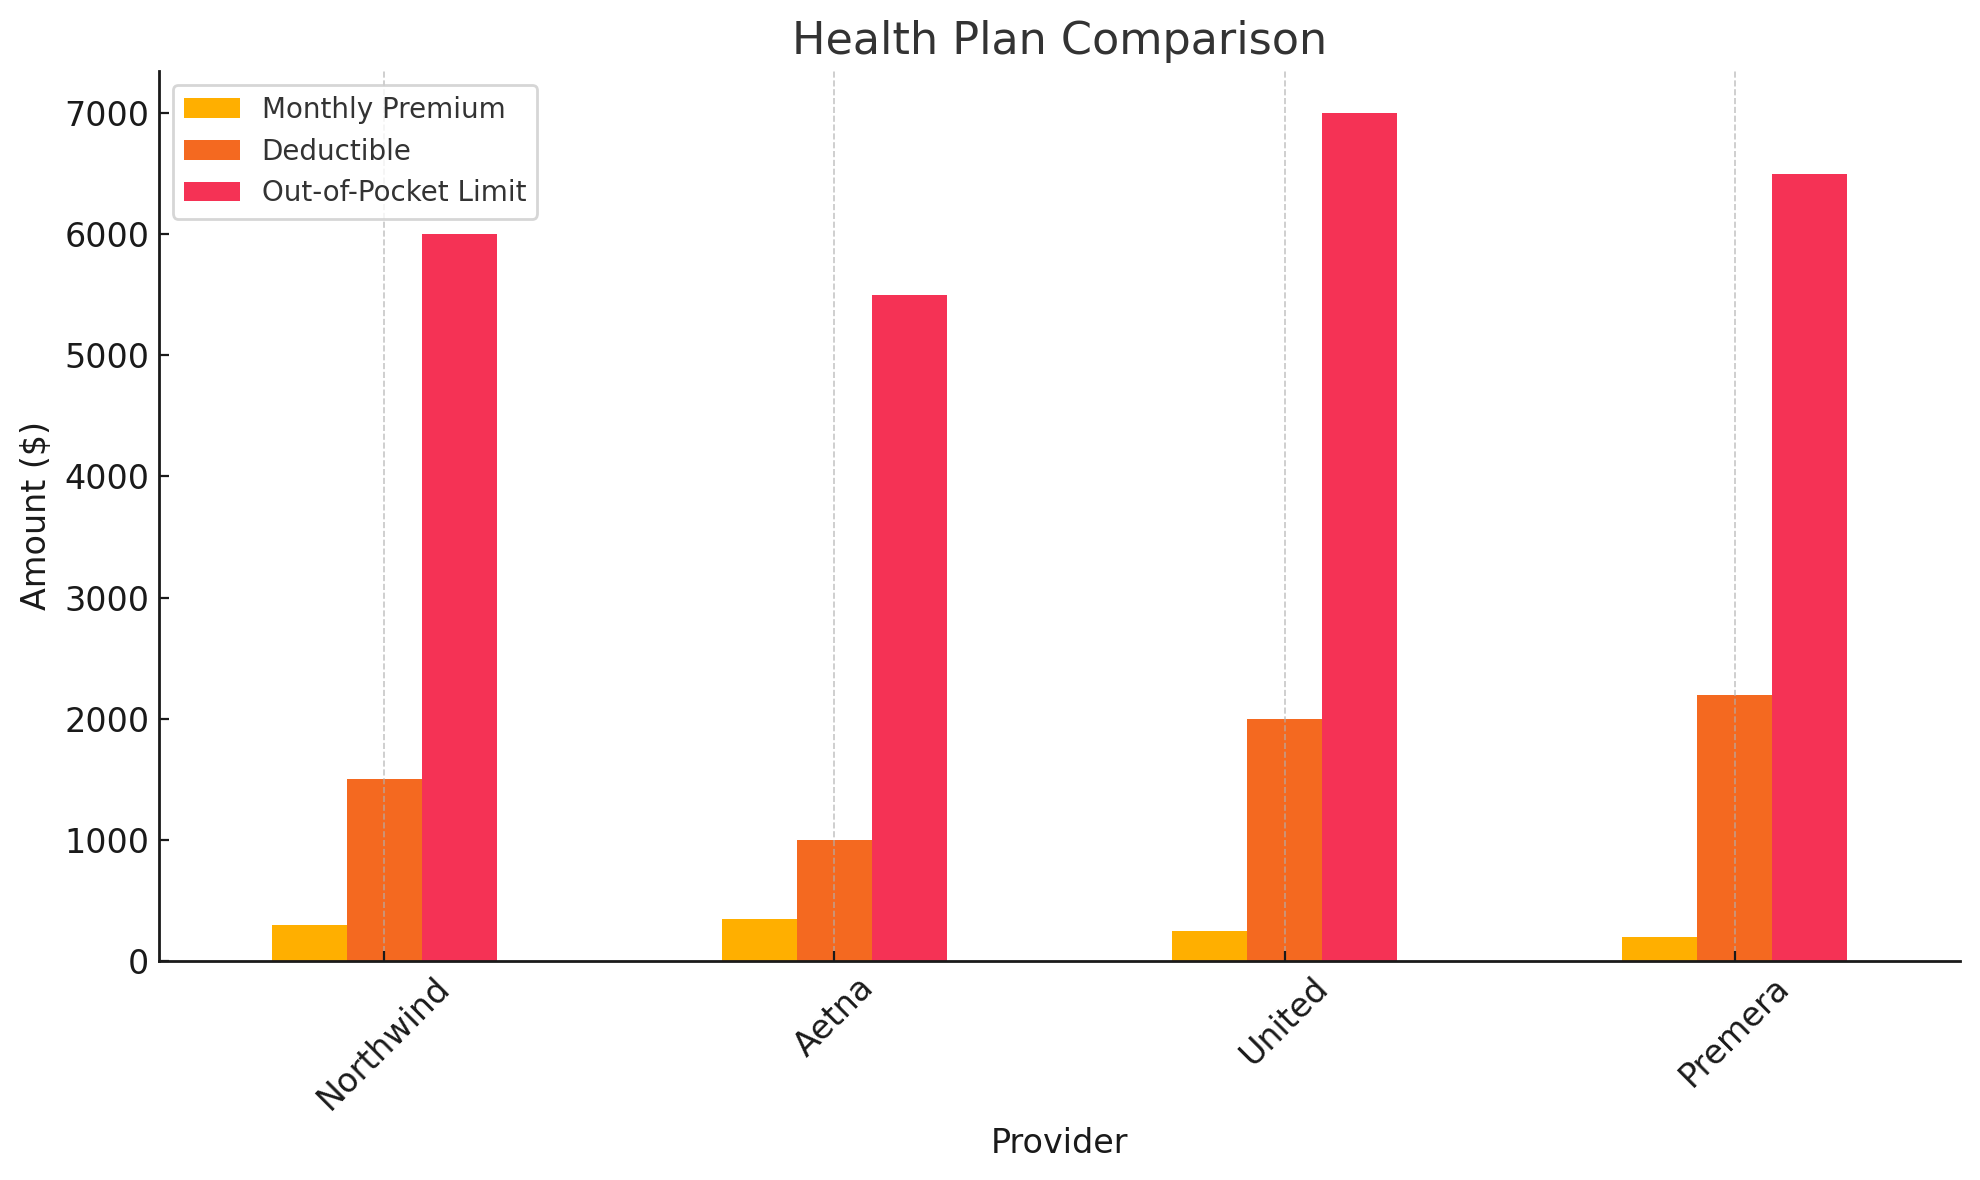 Health Plan Comparison
Monthly Premium
Deductible
Out-of-Pocket Limit
Amount ($)
7000
6000
5000
4000
3000
2000
1000
0
Northwind
Aetna
United
Premera
Provider